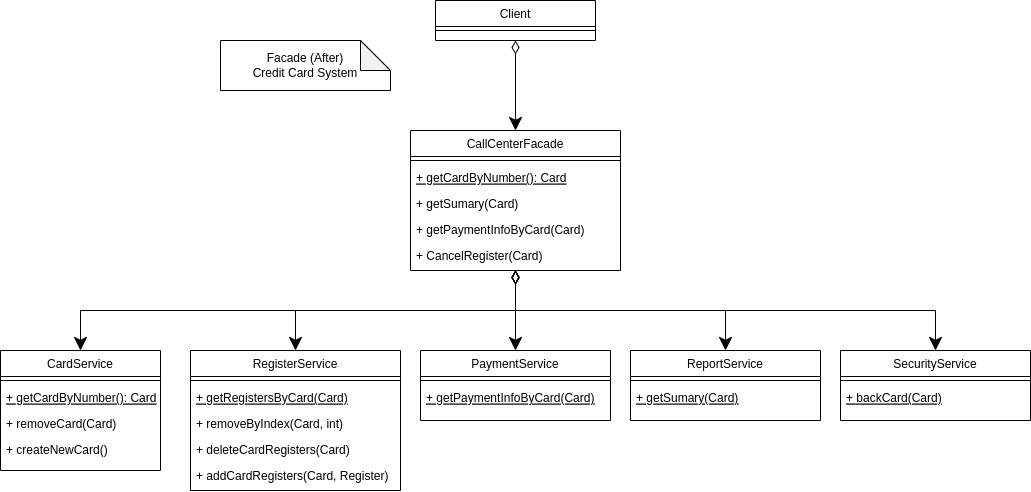 Client
Facade (After)
Credit Card System
CallCenterFacade
+ getCardByNumber(): Card
+ getSumary(Card)
+ getPaymentInfoByCard(Card)
+ CancelRegister(Card)
CardService
+ getCardByNumber(): Card
+ removeCard(Card)
+ createNewCard()
RegisterService
+ getRegistersByCard(Card)
+ removeByIndex(Card, int)
+ deleteCardRegisters(Card)
+ addCardRegisters(Card, Register)
PaymentService
+ getPaymentInfoByCard(Card)
ReportService
+ getSumary(Card)
SecurityService
+ backCard(Card)